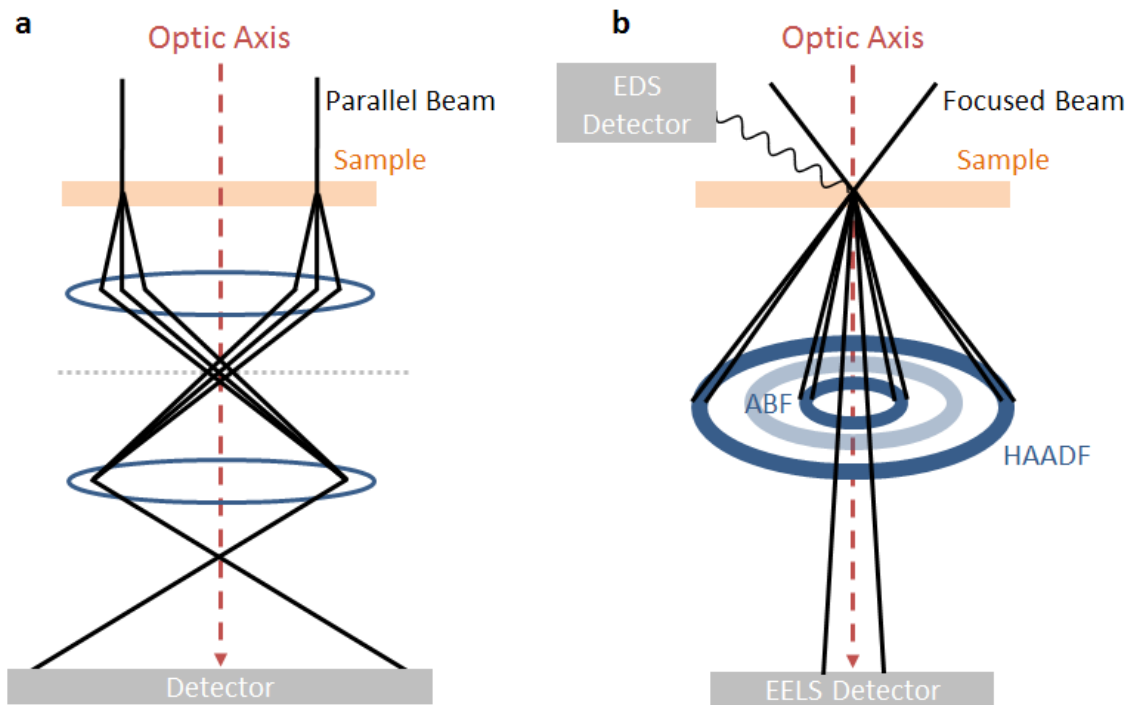 a
Optic Axis
Parallel Beam
Sample
Detector
b
Optic Axis
EDS
Detector
Focused Beam
Sample
ABF
HAADF
EELS Detector